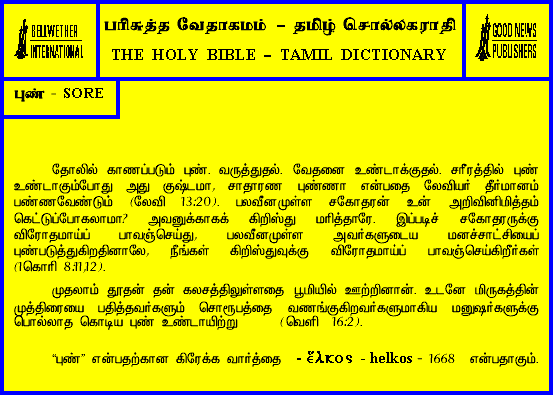 BELLWETHER
INTERNATIONAL
பரிசுத்த வேதாகமம் – தமிழ் சொல்லகராதி
THE HOLY BIBLE – TAMIL DICTIONARY
GOOD NEWS
PUBLISHERS
புண் - SORE
தோலில் காணப்படும் புண். வருத்துதல். வேதனை உண்டாக்குதல். சரீரத்தில் புண்
உண்டாகும்போது அது குஷ்டமா, சாதாரண புண்ணா என்பதை லேவியர் தீர்மானம்
பண்ணவேண்டும் (லேவி 13:20). பலவீனமுள்ள சகோதரன் உன் அறிவினிமித்தம்
கெட்டுப்போகலாமா? அவனுக்காகக் கிறிஸ்து மரித்தாரே. இப்படிச் சகோதரருக்கு
விரோதமாய்ப் பாவஞ்செய்து, பலவீனமுள்ள அவர்களுடைய மனச்சாட்சியைப்
புண்படுத்துகிறதினாலே, நீங்கள் கிறிஸ்துவுக்கு விரோதமாய்ப் பாவஞ்செய்கிறீர்கள்
(1கொரி 8:11,12).
முதலாம் தூதன் தன் கலசத்திலுள்ளதை பூமியில் ஊற்றினான். உடனே மிருகத்தின்
முத்திரையை பதித்தவர்களும் சொரூபத்தை வணங்குகிறவர்களுமாகிய மனுஷர்களுக்கு
பொல்லாத கொடிய புண் உண்டாயிற்று (வெளி 16:2).
“புண்” என்பதற்கான கிரேக்க வார்த்தை - ἕλκος - helkos - 1668 என்பதாகும்.